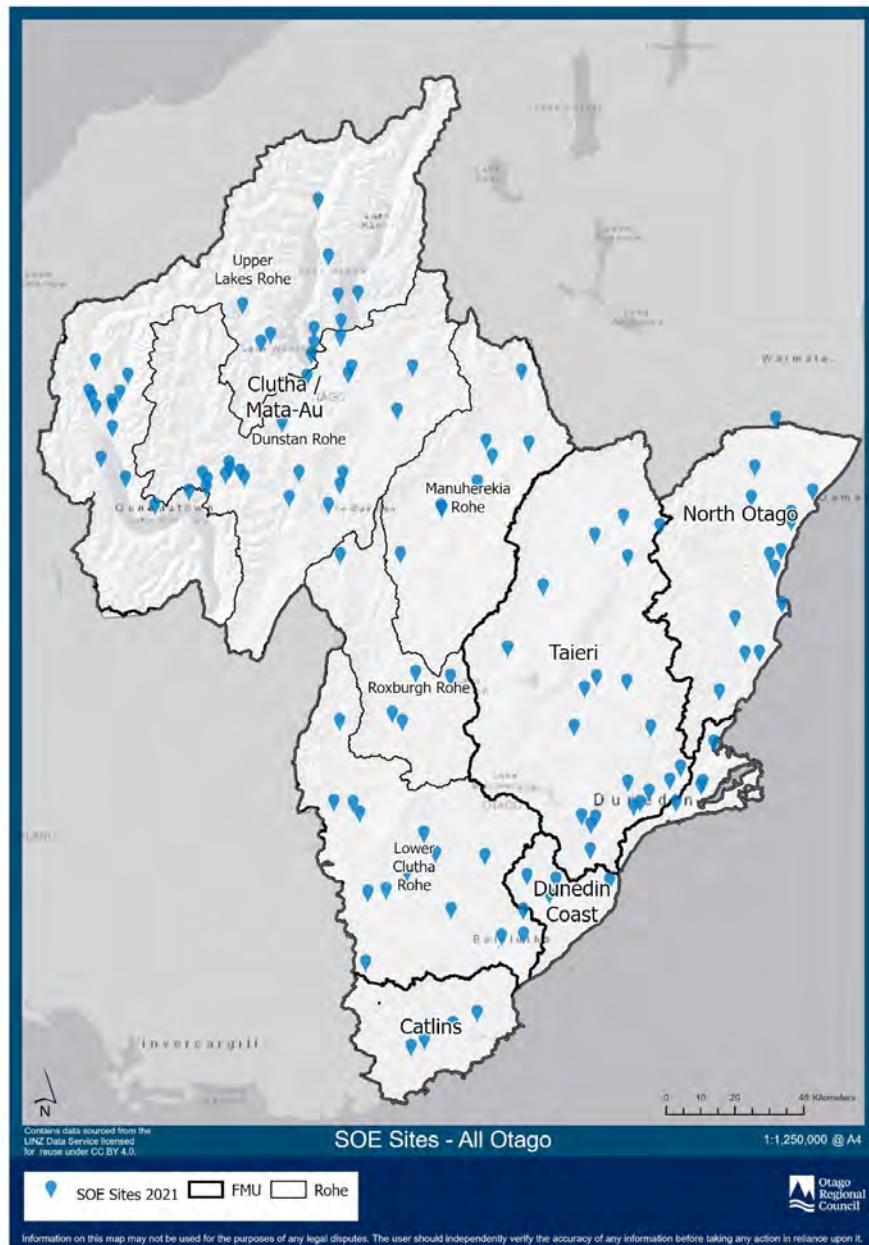 Upper
Lakes Rohe
Clutha /
Mata-Au
Dunstan Rohe
Waimate
Manuherekia
Rohe
North Otago
Taieri
Roxburgh Rohe
Dunedin
Lower
Clutha
Rohe
Dunedin
Coast
Balclutha
Catlins
Invercargill
N
0 10 20 40 Kilometers
Contains data sourced from the
LINZ Data Service licensed
for reuse under CC BY 4.0.
SOE Sites - All Otago
1:1,250,000 @ A4
SOE Sites 2021
FMU
Rohe
Otago
Regional
Council
Information on this map may not be used for the purposes of any legal disputes. The user should independently verify the accuracy of any information before taking any action in reliance upon it.